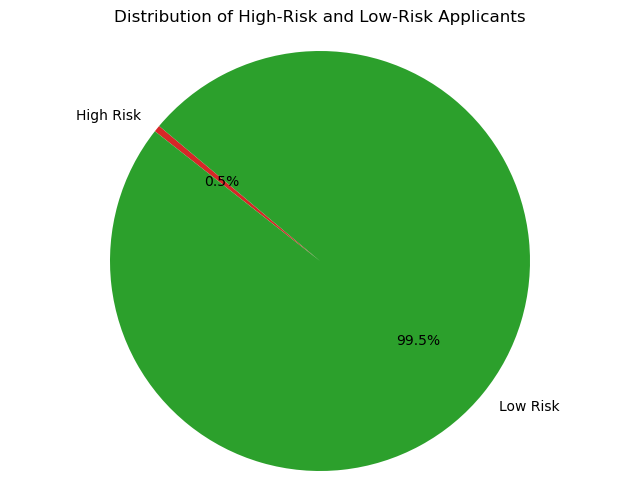 Distribution of High-Risk and Low-Risk Applicants
High Risk
0.5%
99.5%
Low Risk